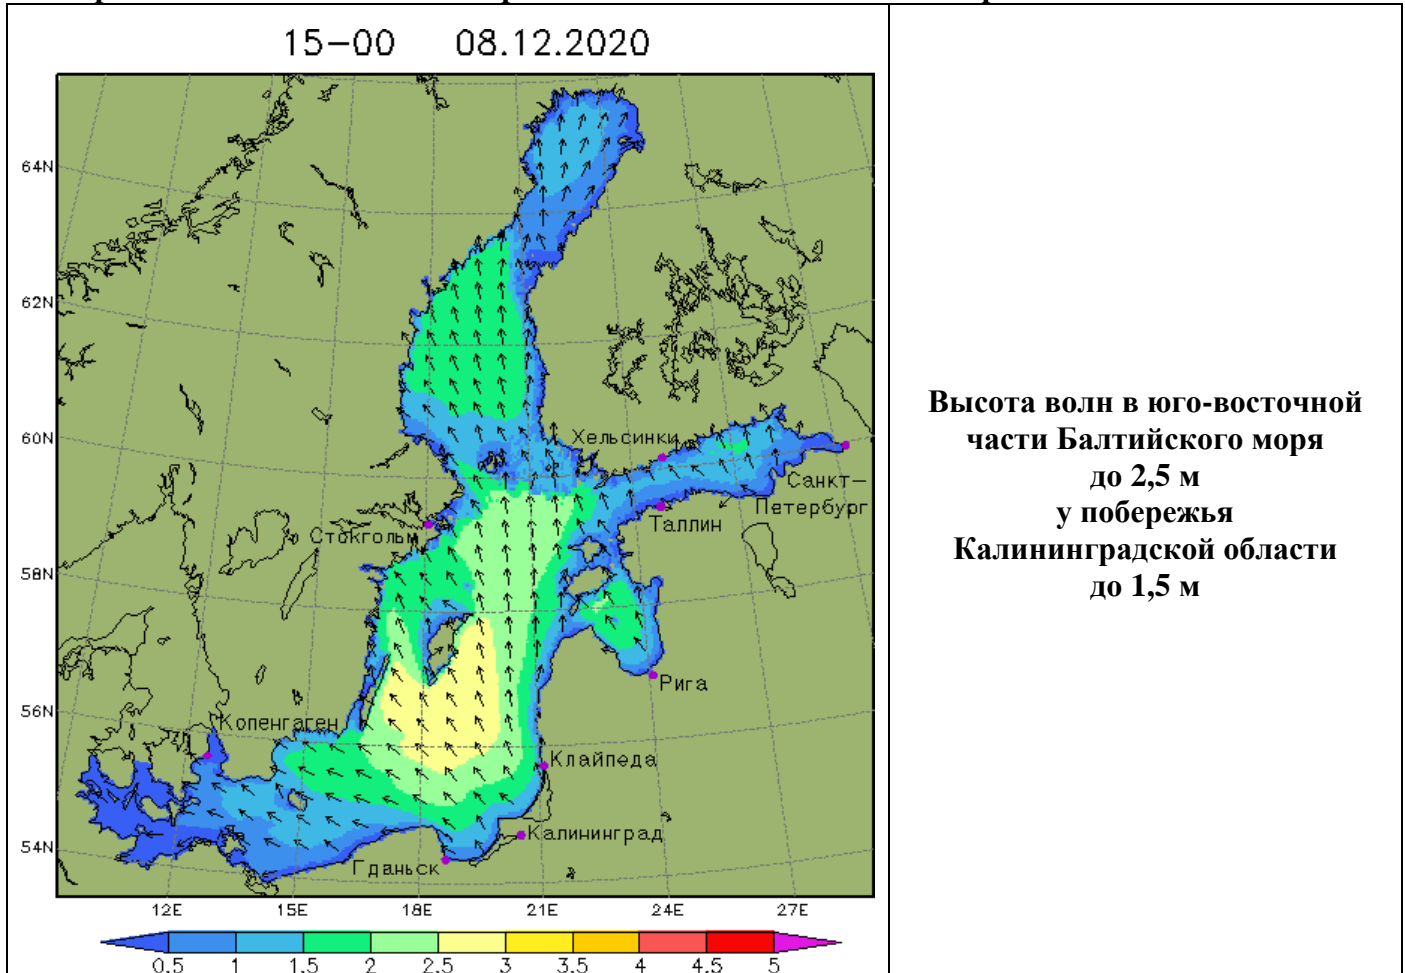 15-00 08.12.2020
64N
62N
60N
58N
56N
54N
Хельсинки
Санкт-
Петербург
Таллин
Стокгольм
Рига
Копенгаген
Клайпеда
Калининград
Гданьск
12E 15E 18E 21E 24E 27E
0.5 1 1.5 2 2.5 3 3.5 4 4.5 5
Высота волн в юго-восточной
части Балтийского моря
до 2,5 м
у побережья
Калининградской области
до 1,5 м